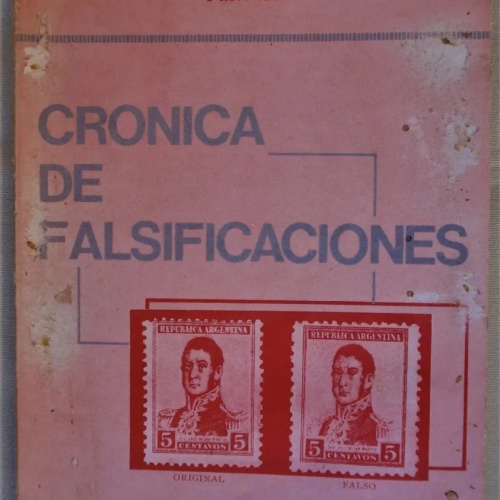 CRONICA
DE
FALSIFICACIONES
REPUBLICA ARGENTINA
5 CENTAVOS 5
ORIGINAL
REPUBLICA ARGENTINA
5 CENTAVOS 5
FALSO